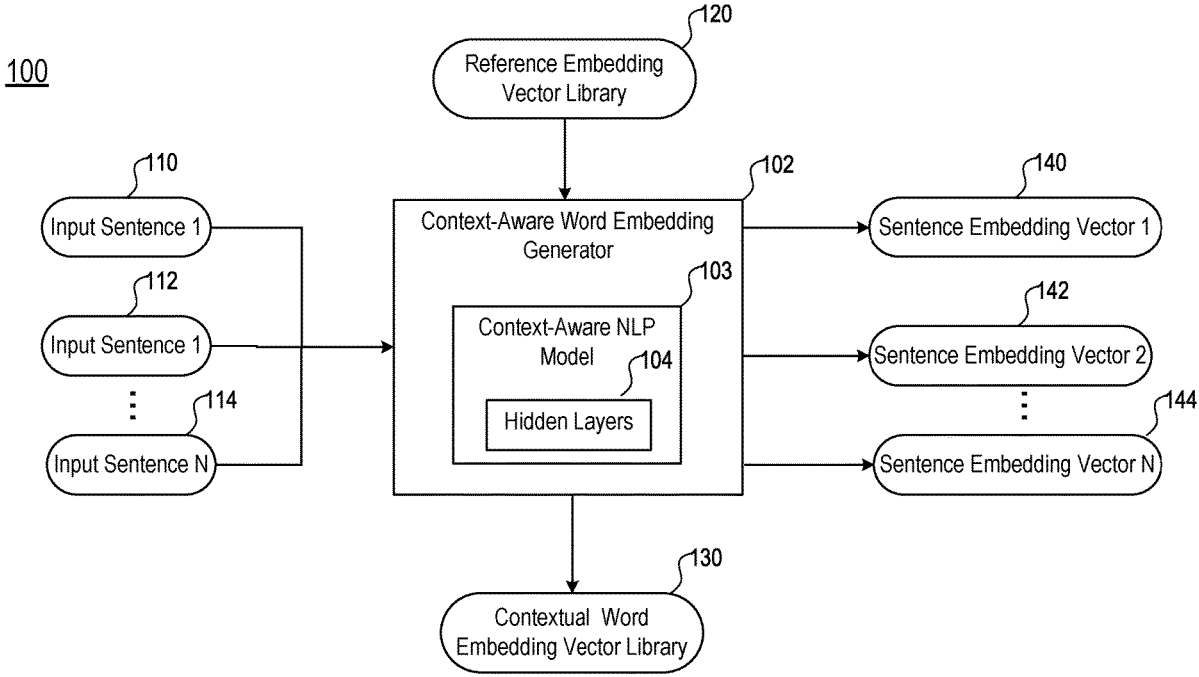 120
Reference Embedding
Vector Library
100
110
Input Sentence 1
112
Input Sentence 1
114
Input Sentence N
102
Context-Aware Word Embedding
Generator
103
Context-Aware NLP
Model
104
Hidden Layers
140
Sentence Embedding Vector 1
142
Sentence Embedding Vector 2
144
Sentence Embedding Vector N
130
Contextual Word
Embedding Vector Library